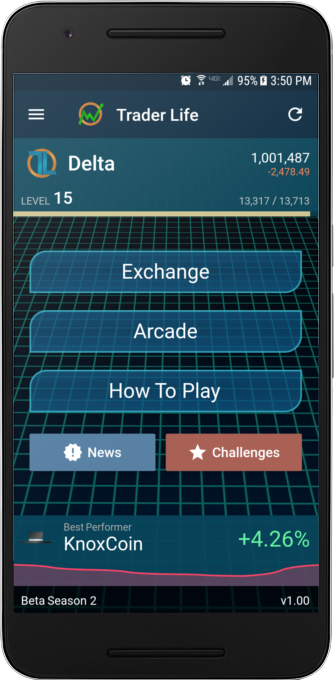 95% 3:50 PM
Trader Life
Delta
1,001,487
-2,478.49
LEVEL 15
13,317 / 13,713
Exchange
Arcade
How To Play
News
Challenges
Best Performer
KnoxCoin
+4.26%
Beta Season 2
v1.00